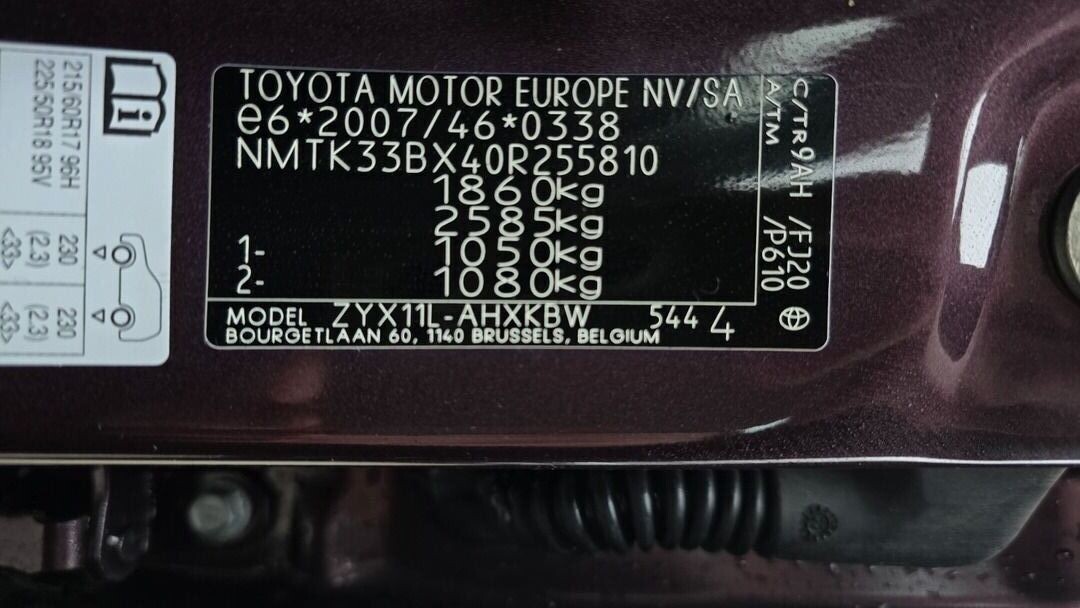 TOYOTA MOTOR EUROPE NV/SA
e6*2007/46*0338
NMTK33BX40R255810
1860kg
2585kg
1- 1050kg
2- 1080kg
C/TR 9AH /FJ20
A/TM /P610
MODEL ZYX11L-AHXKBW 544 4
BOURGETLAAN 60, 1140 BRUSSELS, BELGIUM
215/60R17 96H
225/50R18 95V
230
(2.3)
<33>
230
(2.3)
<33>
i